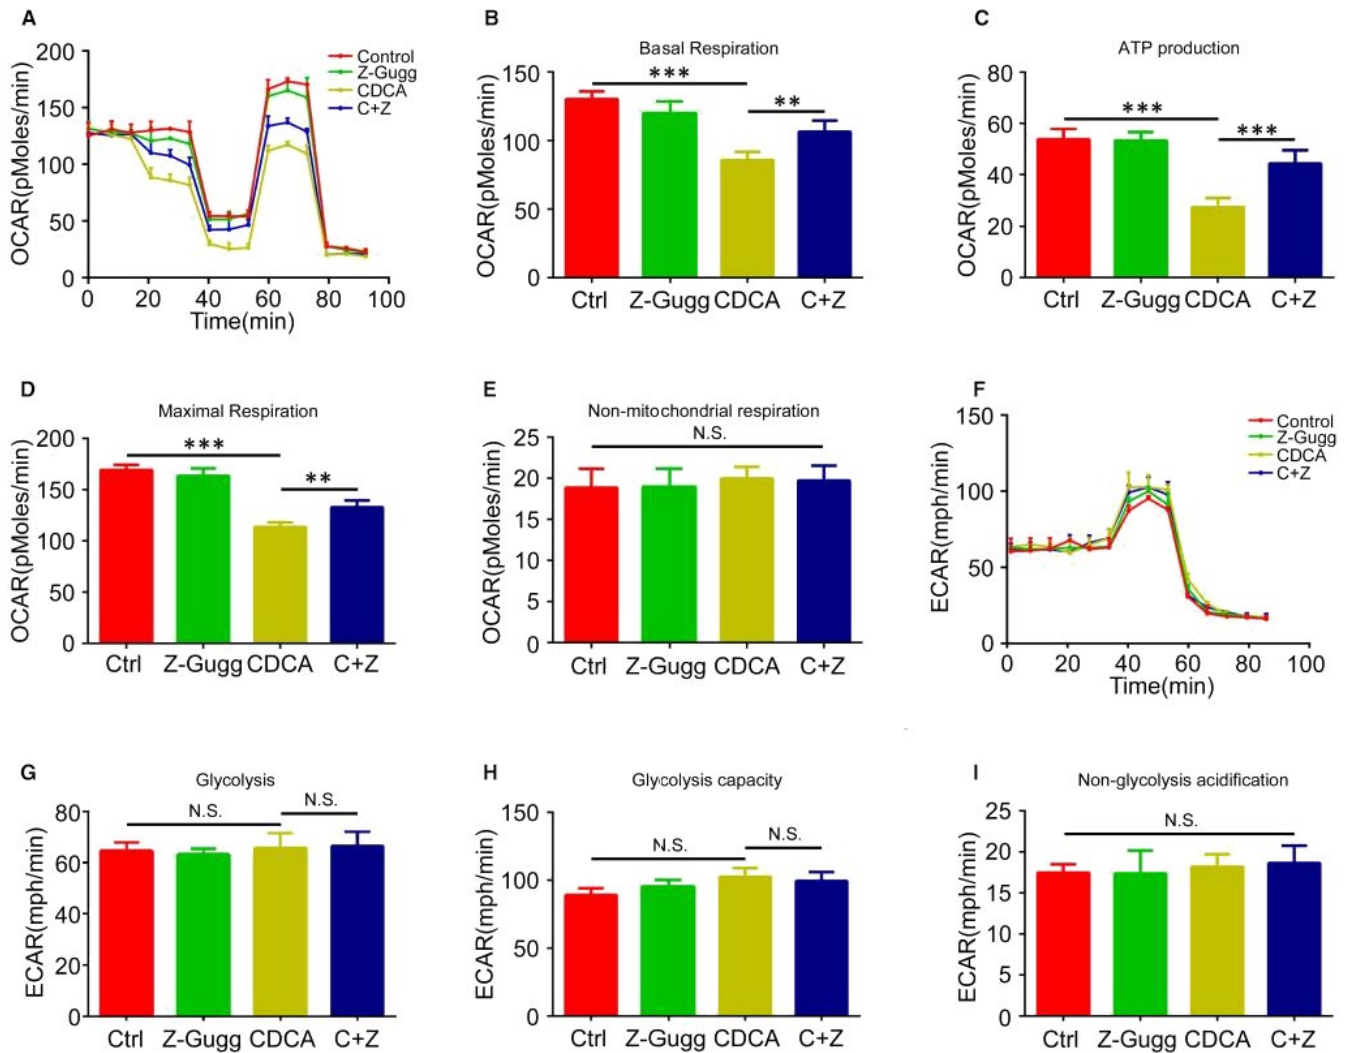 A
OCAR(pMoles/min)
200
150
100
50
0
0 20 40 60 80 100
Time(min)
Control
Z-Gugg
CDCA
C+Z
B
Basal Respiration
OCAR(pMoles/min)
150
100
50
0
***
**
Ctrl Z-Gugg CDCA C+Z
C
ATP production
OCAR(pMoles/min)
80
60
40
20
0
***
***
Ctrl Z-Gugg CDCA C+Z
D
Maximal Respiration
OCAR(pMoles/min)
200
150
100
50
0
***
**
Ctrl Z-Gugg CDCA C+Z
E
Non-mitochondrial respiration
OCAR(pMoles/min)
25
20
15
10
5
0
N.S.
Ctrl Z-Gugg CDCA C+Z
F
ECAR(mph/min)
150
100
50
0
0 20 40 60 80 100
Time(min)
Control
Z-Gugg
CDCA
C+Z
G
Glycolysis
ECAR(mph/min)
80
60
40
20
0
N.S.
N.S.
Ctrl Z-Gugg CDCA C+Z
H
Glycolysis capacity
ECAR(mph/min)
150
100
50
0
N.S.
N.S.
Ctrl Z-Gugg CDCA C+Z
I
Non-glycolysis acidification
ECAR(mph/min)
25
20
15
10
5
0
N.S.
Ctrl Z-Gugg CDCA C+Z